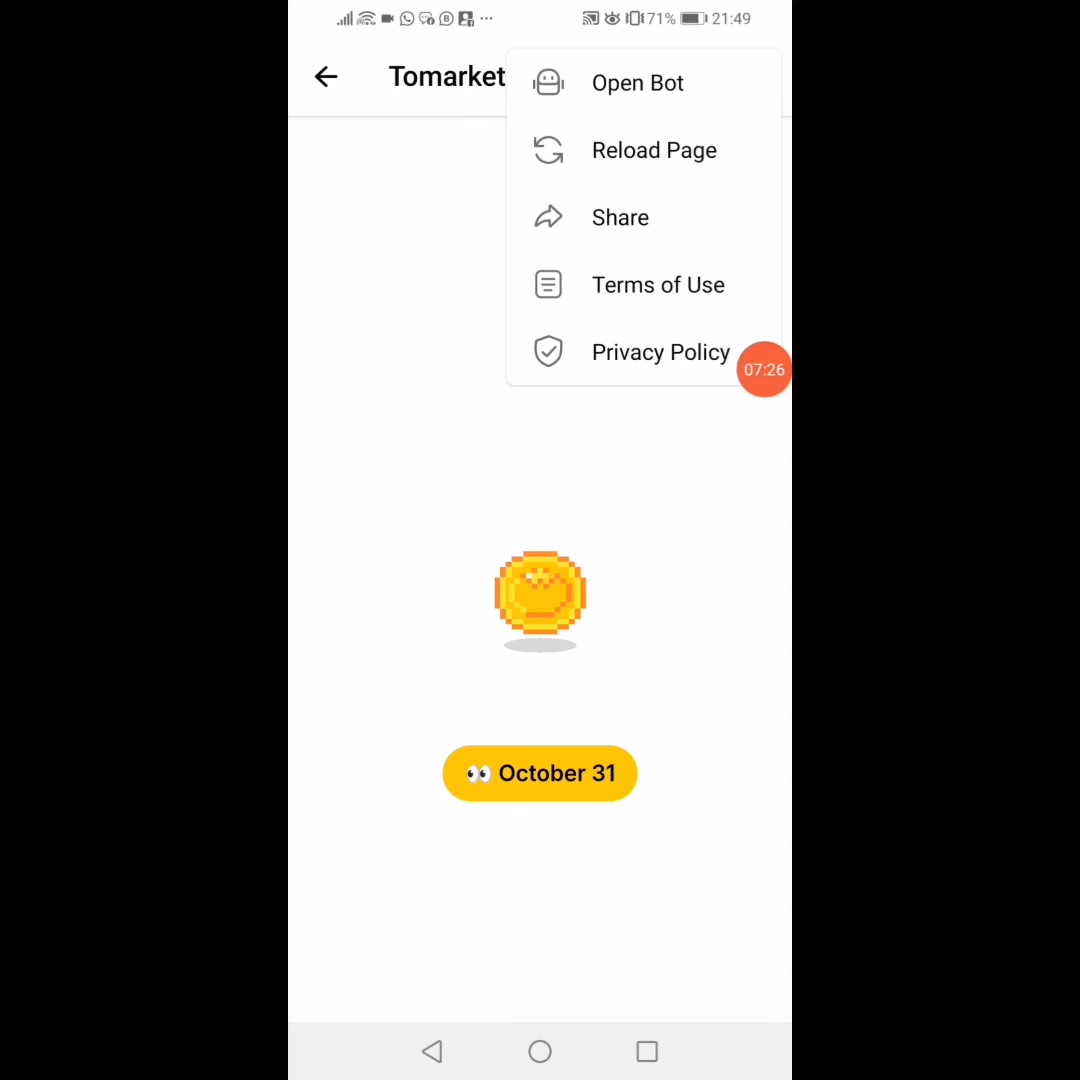 71% 21:49
Tomarket
Open Bot
Reload Page
Share
Terms of Use
Privacy Policy
07:26
👀 October 31